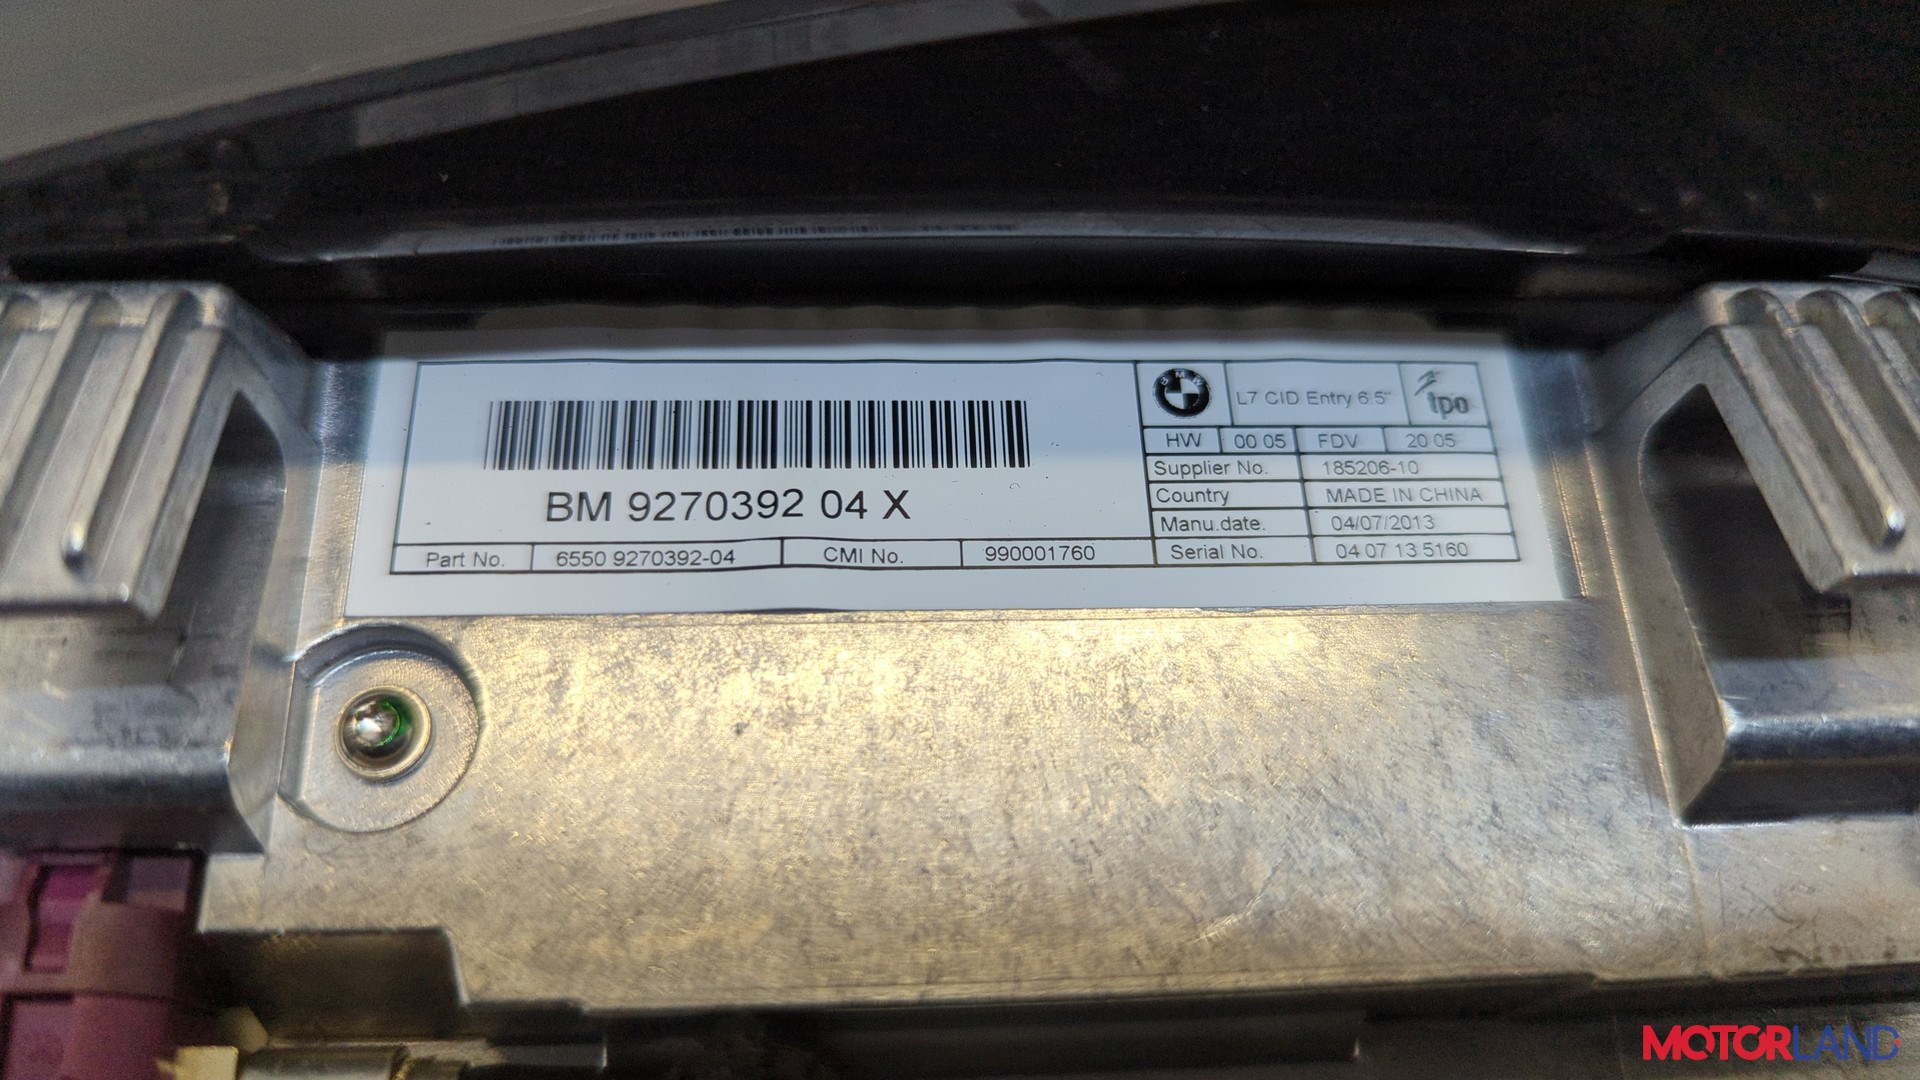 BM 9270392 04 X
Part No. 6550 9270392-04 CMI No. 990001760
BMW L7 CID Entry 6.5" tpo
HW 00 05 FDV 20 05
Supplier No. 185206-10
Country MADE IN CHINA
Manu.date. 04/07/2013
Serial No. 04 07 13 5160
MOTORLAND